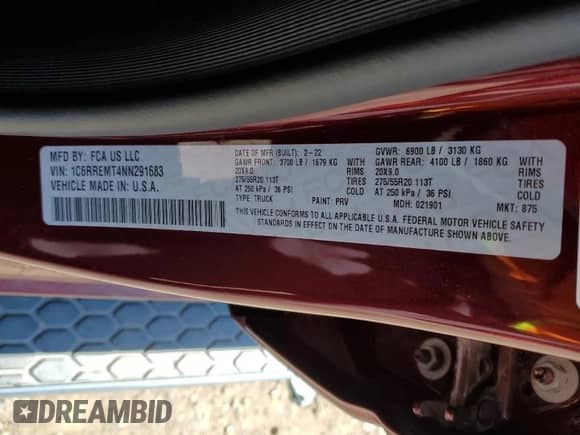 MFD BY: FCA US LLC
VIN: 1C6RREMT4NN291683
VEHICLE MADE IN U.S.A.
DATE OF MFR (BUILT): 2-22
GVWR: 6900 LB / 3130 KG
GAWR FRONT: 3700 LB / 1679 KG WITH
20X9.0 TIRES
275/55R20 113T
AT 250 kPa / 36 PSI COLD
GAWR REAR: 4100 LB / 1860 KG WITH
20X9.0 TIRES
275/55R20 113T
AT 250 kPa / 36 PSI COLD
TYPE: TRUCK
PAINT: PRV
MDH: 021901
MKT: 875
THIS VEHICLE CONFORMS TO ALL APPLICABLE U.S.A. FEDERAL MOTOR VEHICLE SAFETY
STANDARDS IN EFFECT ON THE DATE OF MANUFACTURE SHOWN ABOVE.
DREAMBID